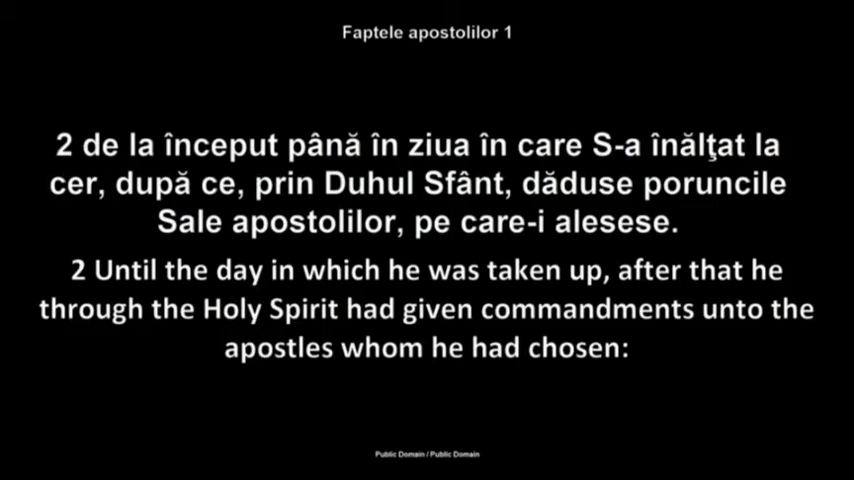 Faptele apostolilor 1
2 de la început până în ziua în care S-a înălţat la
cer, după ce, prin Duhul Sfânt, dăduse poruncile
Sale apostolilor, pe care-i alesese.
2 Until the day in which he was taken up, after that he
through the Holy Spirit had given commandments unto the
apostles whom he had chosen:
Public Domain / Public Domain